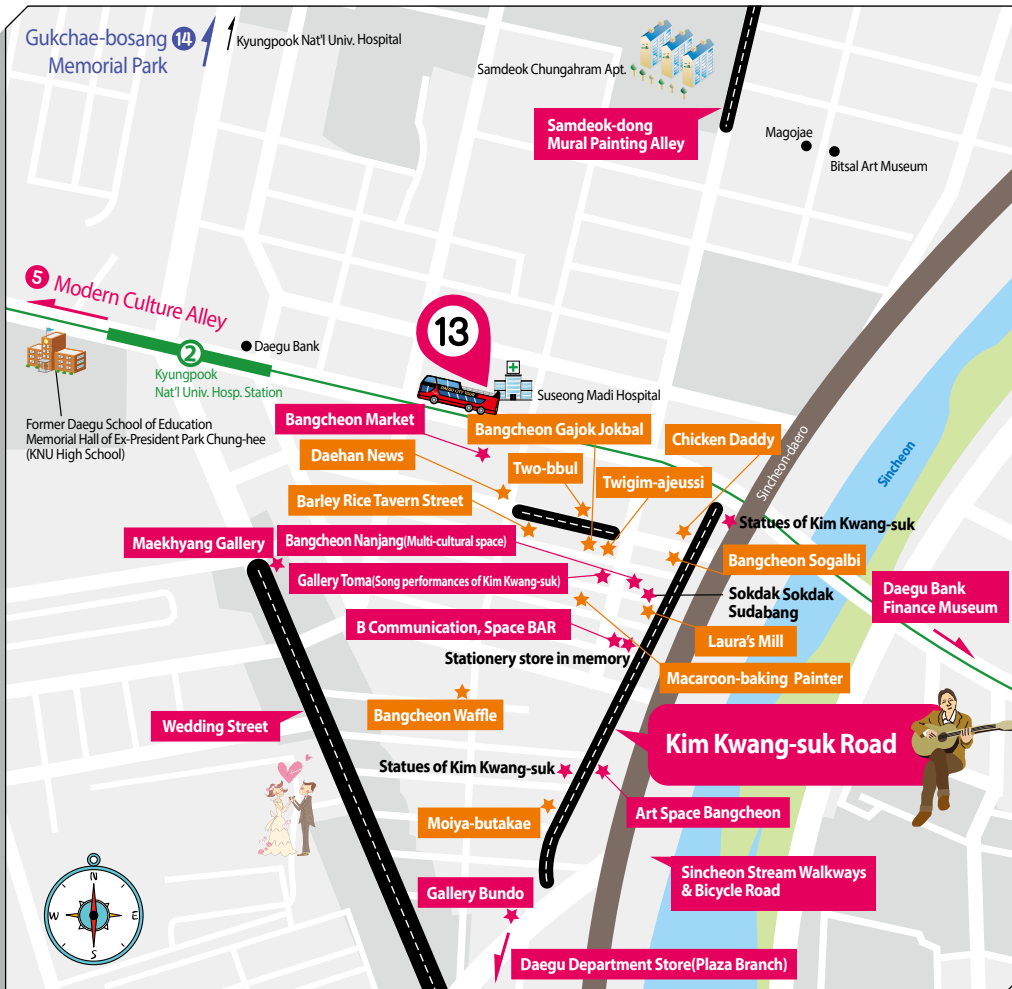 Gukchae-bosang 14
Memorial Park
Kyungpook Nat'l Univ. Hospital
Samdeok Chungahram Apt.
Samdeok-dong
Mural Painting Alley
Magojae
Bitsal Art Museum
5 Modern Culture Alley
13
DAEGU CITY TOUR
Daegu Bank
2
Kyungpook
Nat'l Univ. Hosp. Station
Suseong Madi Hospital
Former Daegu School of Education
Memorial Hall of Ex-President Park Chung-hee
(KNU High School)
Sincheon-daero
Sincheon
Bangcheon Market
Bangcheon Gajok Jokbal
Chicken Daddy
Daehan News
Two-bbul
Twigim-ajeussi
Barley Rice Tavern Street
Statues of Kim Kwang-suk
Maekhyang Gallery
Bangcheon Nanjang(Multi-cultural space)
Bangcheon Sogalbi
Gallery Toma(Song performances of Kim Kwang-suk)
Sokdak Sokdak
Sudabang
Daegu Bank
Finance Museum
B Communication, Space BAR
Laura's Mill
Stationery store in memory
Macaroon-baking Painter
Bangcheon Waffle
Wedding Street
Kim Kwang-suk Road
Statues of Kim Kwang-suk
Art Space Bangcheon
Moiya-butakae
Sincheon Stream Walkways
& Bicycle Road
Gallery Bundo
Daegu Department Store(Plaza Branch)
N
W
E
S